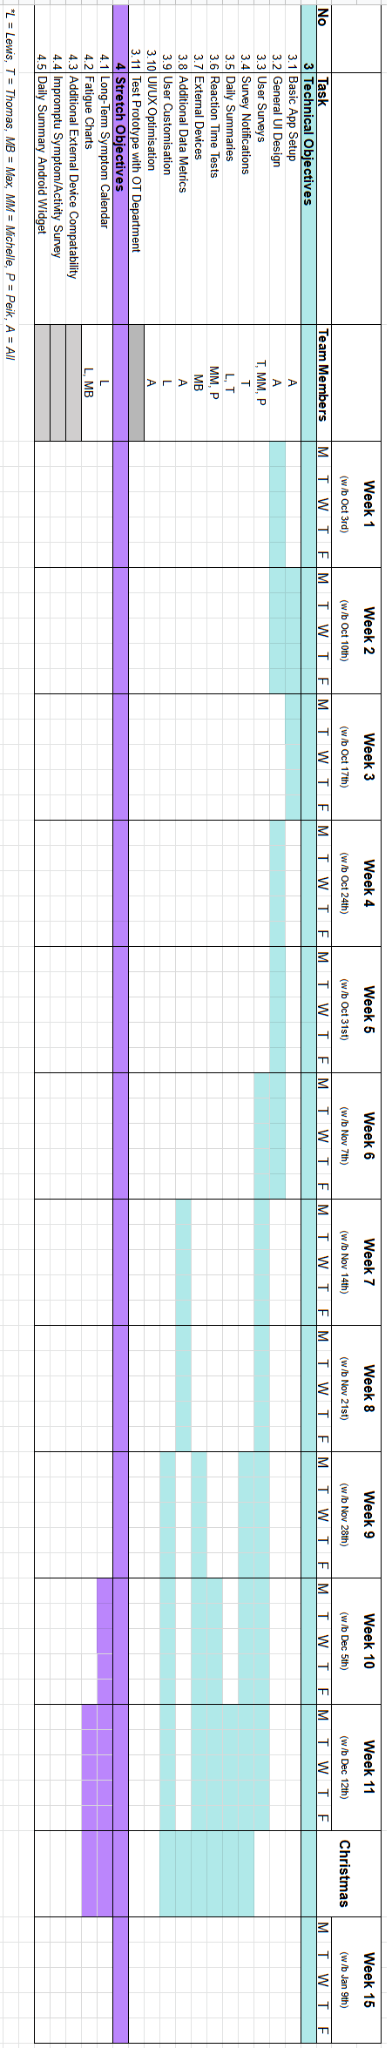 No Task Team Members Week 1 Week 2 Week 3 Week 4 Week 5 Week 6 Week 7 Week 8 Week 9 Week 10 Week 11 Christmas Week 15
(w/b Oct 3rd) (w/b Oct 10th) (w/b Oct 17th) (w/b Oct 24th) (w/b Oct 31st) (w/b Nov 7th) (w/b Nov 14th) (w/b Nov 21st) (w/b Nov 28th) (w/b Dec 5th) (w/b Dec 12th) (w/b Jan 9th)
M T W T F M T W T F M T W T F M T W T F M T W T F M T W T F M T W T F M T W T F M T W T F M T W T F M T W T F M T W T F
3 Technical Objectives
3.1 Basic App Setup A
3.2 General UI Design A
3.3 User Surveys T, MM, P
3.4 Survey Notifications T
3.5 Daily Summaries L, T
3.6 Reaction Time Tests MM, P
3.7 External Devices MB
3.8 Additional Data Metrics A
3.9 User Customisation L
3.10 UI/UX Optimisation A
3.11 Test Prototype with OT Department
4 Stretch Objectives
4.1 Long-Term Symptom Calendar L
4.2 Fatigue Charts L, MB
4.3 Additional External Device Compatability
4.4 Impromptu Symptom/Activity Survey
4.5 Daily Summary Android Widget
*L = Lewis, T = Thomas, MB = Max, MM = Michelle, P = Peik, A = All